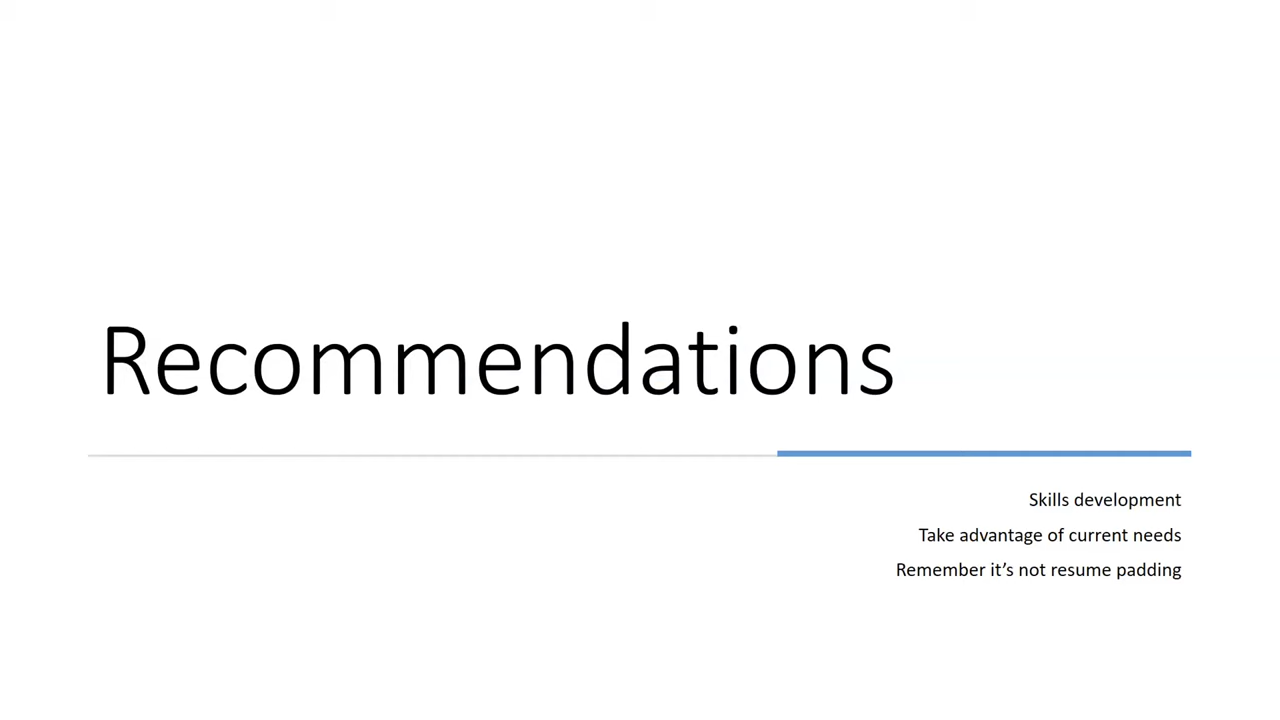 Recommendations
Skills development
Take advantage of current needs
Remember it’s not resume padding